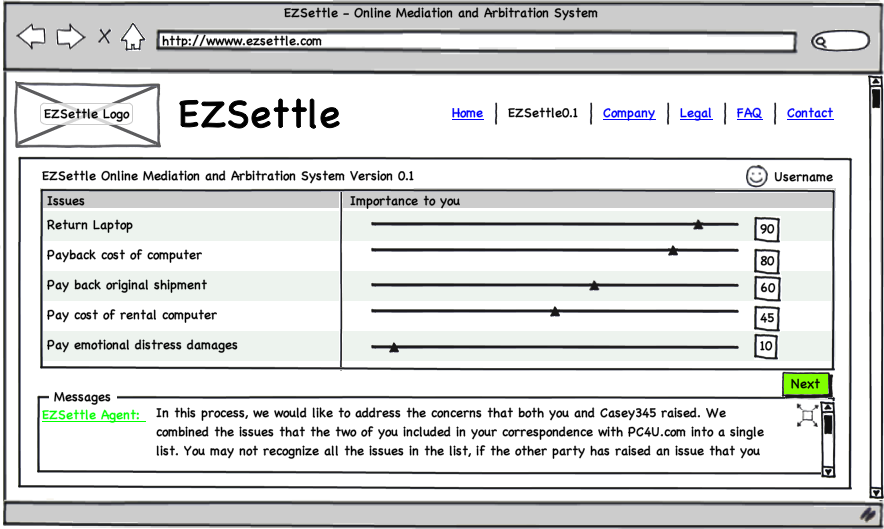 EZSettle - Online Mediation and Arbitration System
http://wwww.ezsettle.com
EZSettle Logo
EZSettle
Home | EZSettle0.1 | Company | Legal | FAQ | Contact
EZSettle Online Mediation and Arbitration System Version 0.1
Username
Issues
Importance to you
Return Laptop
90
Payback cost of computer
80
Pay back original shipment
60
Pay cost of rental computer
45
Pay emotional distress damages
10
Next
Messages
EZSettle Agent:
In this process, we would like to address the concerns that both you and Casey345 raised. We
combined the issues that the two of you included in your correspondence with PC4U.com into a single
list. You may not recognize all the issues in the list, if the other party has raised an issue that you